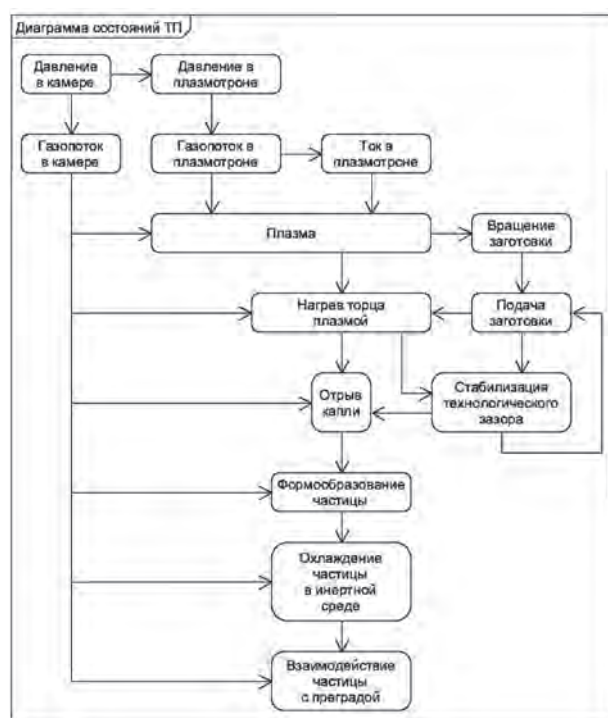 Диаграмма состояний ТП
Давление
в камере
Давление в
плазмотроне
Газопоток
в камере
Газопоток в
плазмотроне
Ток в
плазмотроне
Плазма
Вращение
заготовки
Нагрев торца
плазмой
Подача
заготовки
Отрыв
капли
Стабилизация
технологического
зазора
Формообразование
частицы
Охлаждение
частицы
в инертной
среде
Взаимодействие
частицы
с преградой